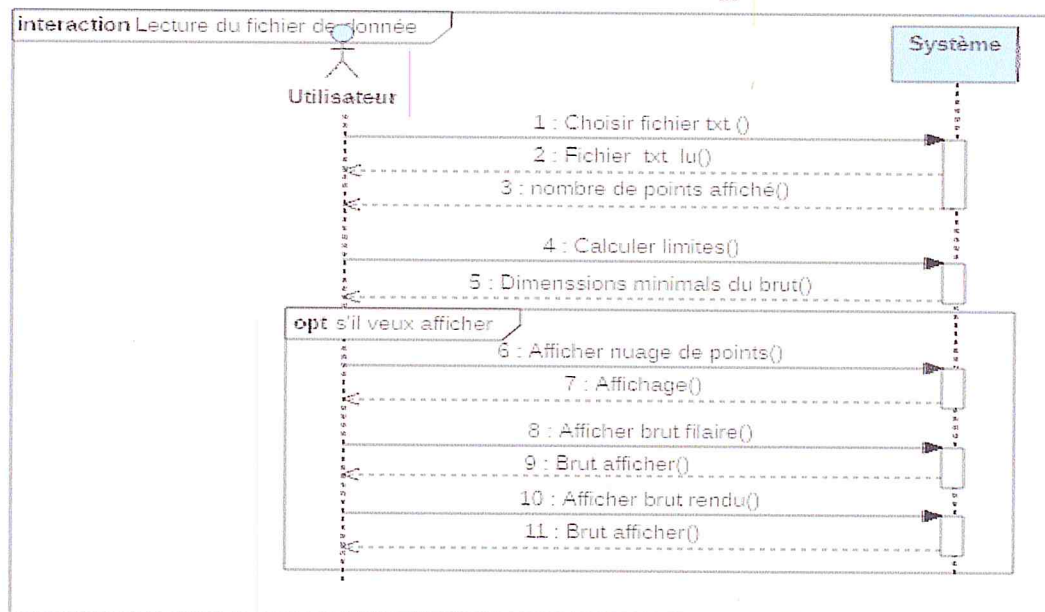 interaction Lecture du fichier de donnée
Système
Utilisateur
1 : Choisir fichier txt ()
2 : Fichier txt lu()
3 : nombre de points affiché()
4 : Calculer limites()
5 : Dimenssions minimals du brut()
opt s'il veux afficher
6 : Afficher nuage de points()
7 : Affichage()
8 : Afficher brut filaire()
9 : Brut afficher()
10 : Afficher brut rendu()
11 : Brut afficher()